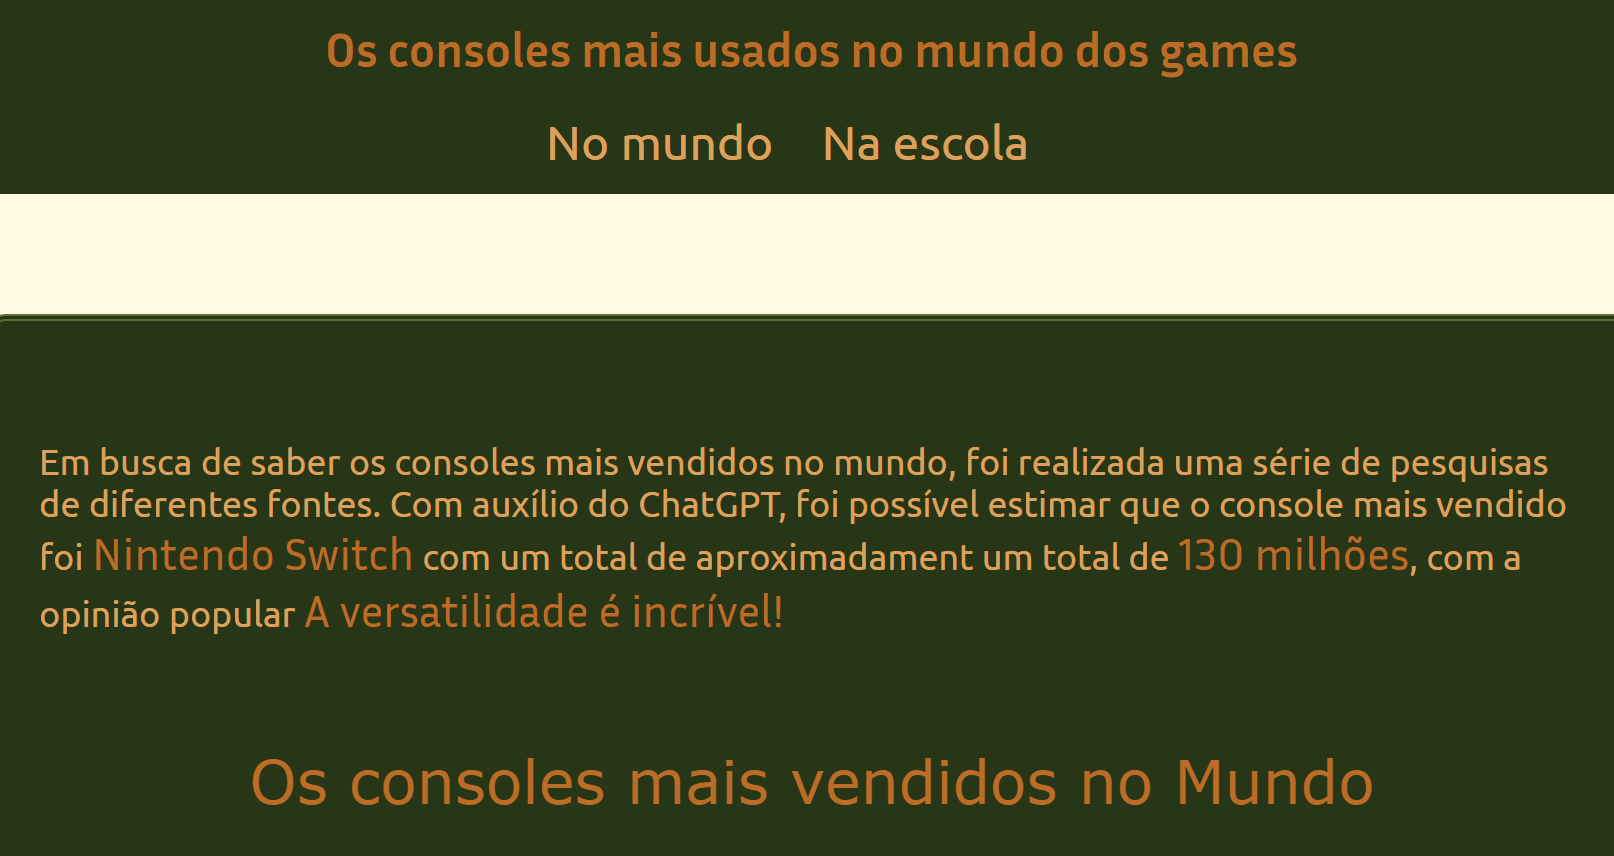 Os consoles mais usados no mundo dos games
No mundo Na escola
Em busca de saber os consoles mais vendidos no mundo, foi realizada uma série de pesquisas
de diferentes fontes. Com auxílio do ChatGPT, foi possível estimar que o console mais vendido
foi Nintendo Switch com um total de aproximadament um total de 130 milhões, com a
opinião popular A versatilidade é incrível!
Os consoles mais vendidos no Mundo